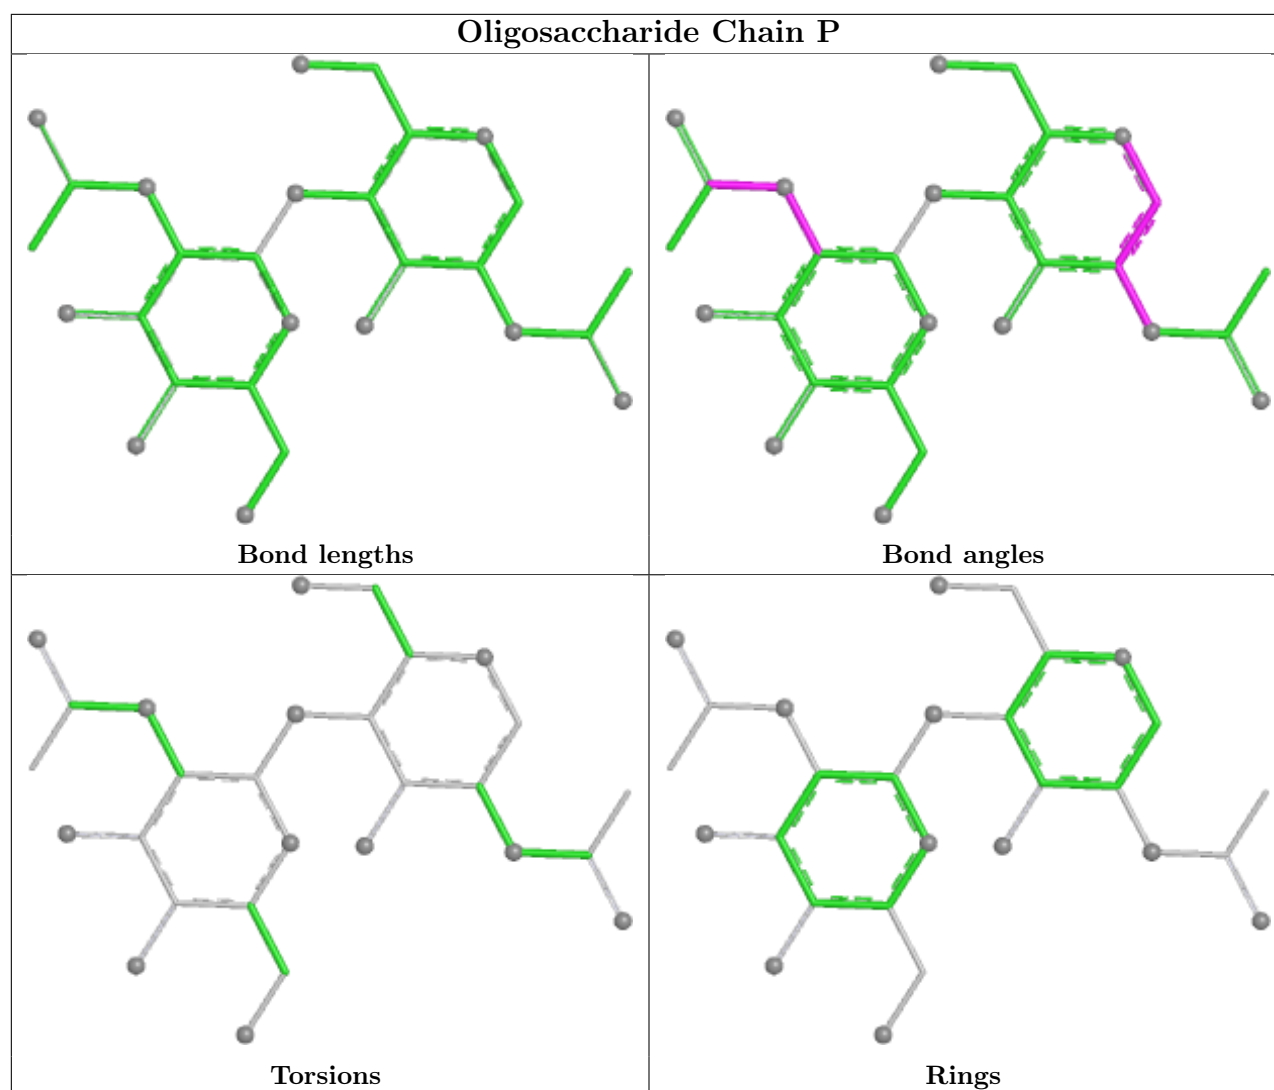 Oligosaccharide Chain P
Bond lengths
Bond angles
Torsions
Rings